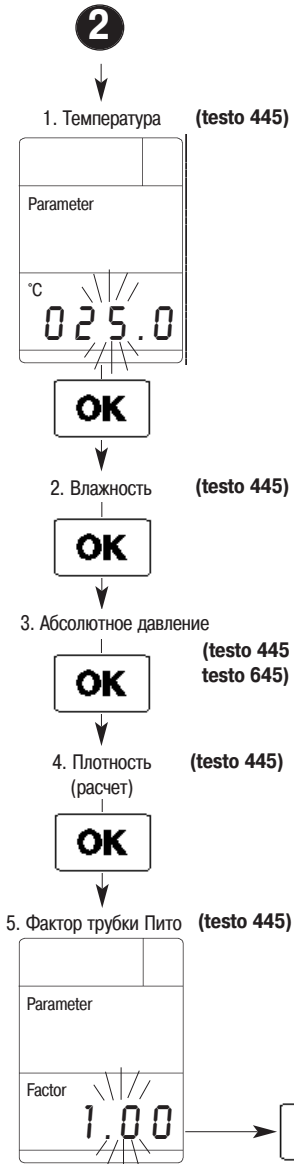 2
1. Температура (testo 445)
Parameter
°C
025.0
OK
2. Влажность (testo 445)
OK
3. Абсолютное давление
(testo 445
testo 645)
OK
4. Плотность (testo 445)
(расчет)
OK
5. Фактор трубки Пито (testo 445)
Parameter
Factor
1.00